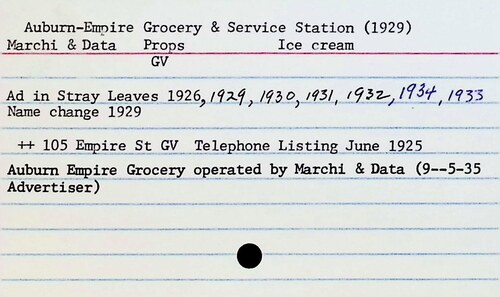 Auburn-Empire Grocery & Service Station (1929)
Marchi & Data Props Ice cream
GV
Ad in Stray Leaves 1926, 1929, 1930, 1931, 1932, 1934, 1933
Name change 1929
++ 105 Empire St GV Telephone Listing June 1925
Auburn Empire Grocery operated by Marchi & Data (9--5-35
Advertiser)